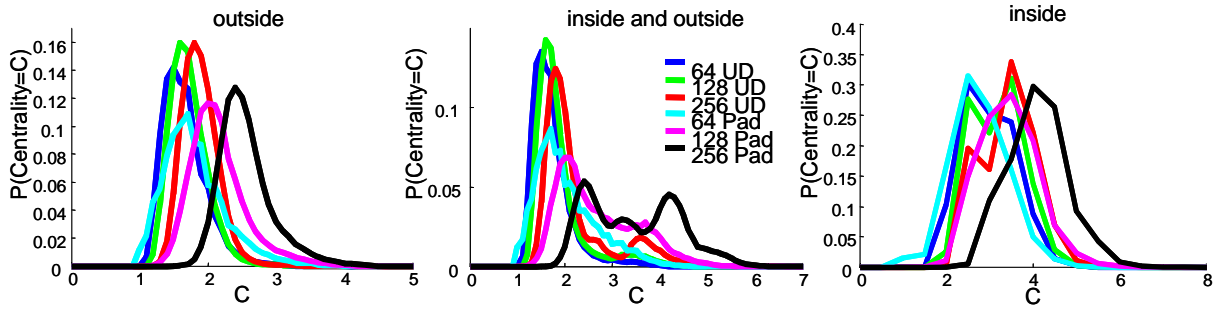 outside
P(Centrality=C)
0.16
0.14
0.12
0.10
0.08
0.06
0.04
0.02
0
0 1 2 3 4 5
C
inside and outside
P(Centrality=C)
0.1
0.05
0
0 1 2 3 4 5 6 7
C
64 UD
128 UD
256 UD
64 Pad
128 Pad
256 Pad
inside
P(Centrality=C)
0.4
0.35
0.3
0.25
0.2
0.15
0.1
0.05
0
0 2 4 6 8
C